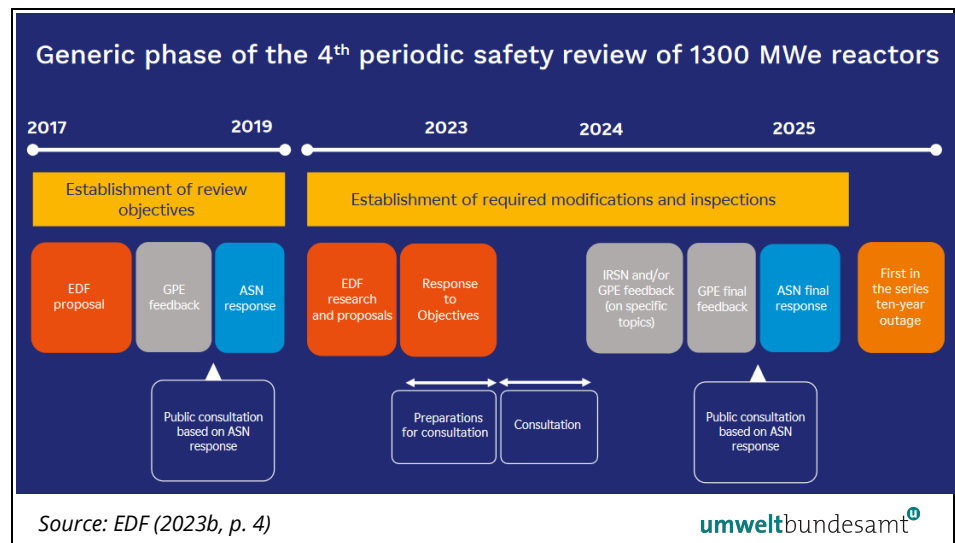 Generic phase of the 4th periodic safety review of 1300 MWe reactors
2017
2019
2023
2024
2025
Establishment of review
objectives
Establishment of required modifications and inspections
EDF
proposal
GPE
feedback
ASN
response
EDF
research
and proposals
Response
to
Objectives
IRSN and/or
GPE feedback
(on specific
topics)
GPE final
feedback
ASN final
response
First in
the series
ten-year
outage
Public consultation
based on ASN
response
Preparations
for consultation
Consultation
Public consultation
based on ASN
response
Source: EDF (2023b, p. 4)
umweltbundesamt u